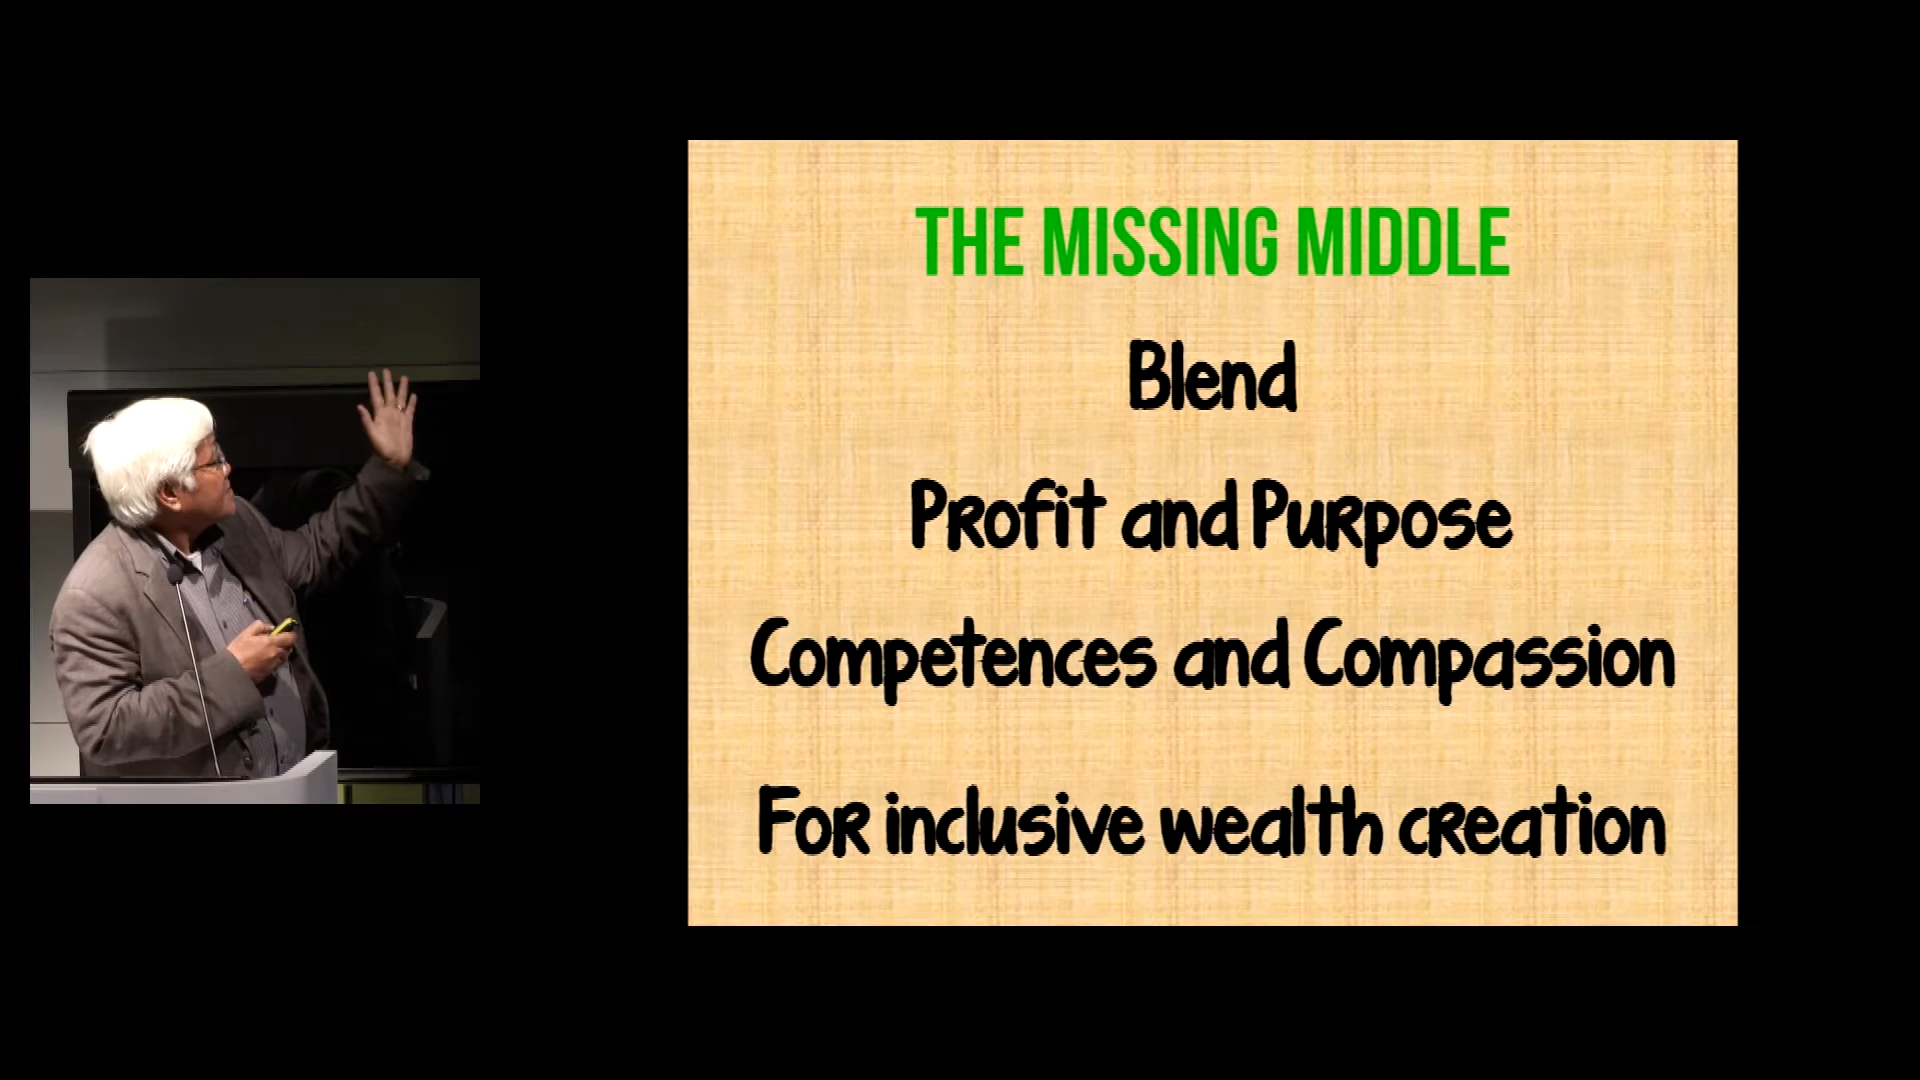 THE MISSING MIDDLE
Blend
Profit and Purpose
Competences and Compassion
For inclusive wealth creation